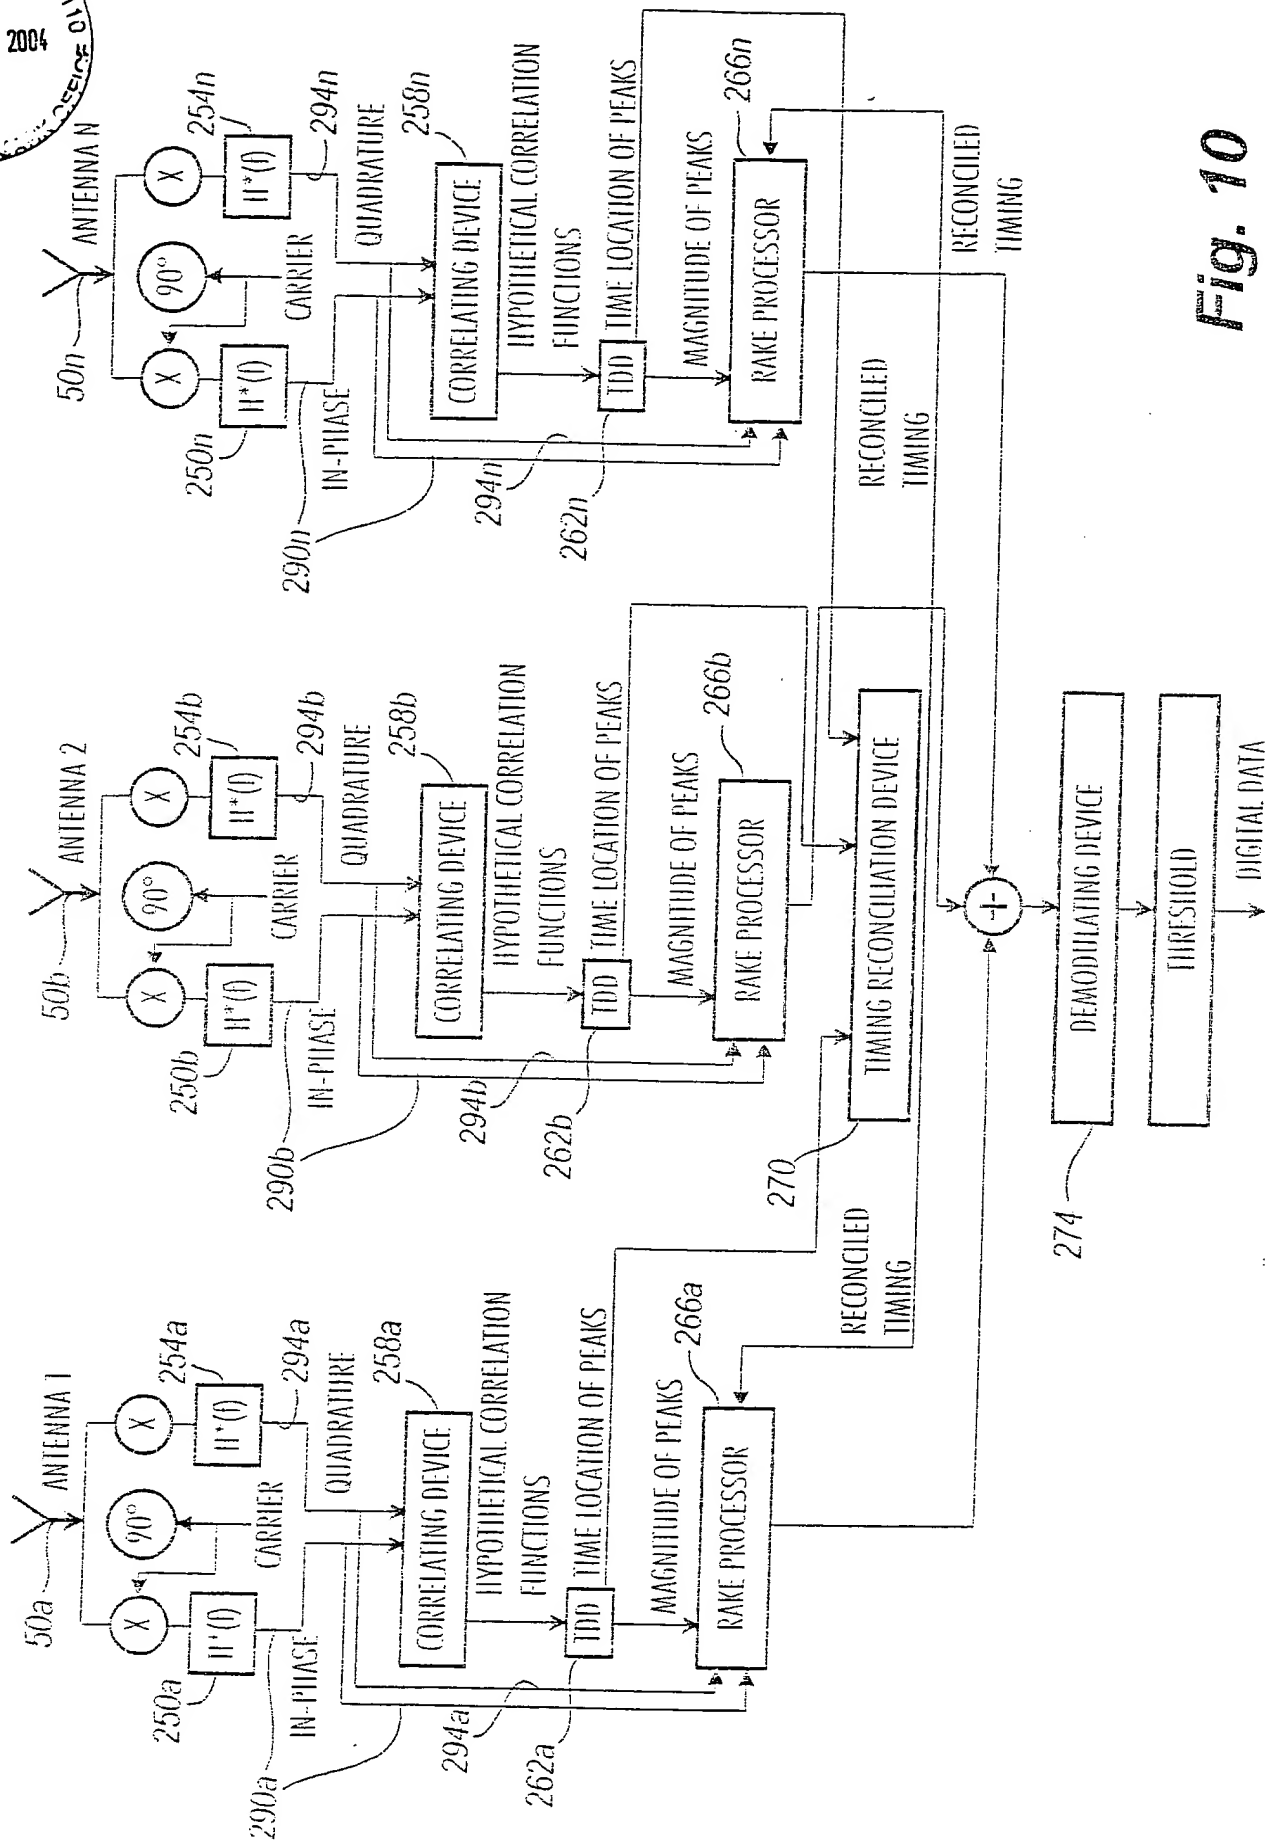 2004
ANTENNA 1
50a
X
90°
X
CARRIER
250a
H*(f)
H*(f)
254a
294a
290a
IN-PHASE
QUADRATURE
CORRELATING DEVICE
258a
HYPOTHETICAL CORRELATION
FUNCTIONS
294a
262a
TDD
TIME LOCATION OF PEAKS
MAGNITUDE OF PEAKS
RAKE PROCESSOR
266a
RECONCILED
TIMING
ANTENNA 2
50b
X
90°
X
CARRIER
250b
H*(f)
H*(f)
254b
294b
290b
IN-PHASE
QUADRATURE
CORRELATING DEVICE
258b
HYPOTHETICAL CORRELATION
FUNCTIONS
294b
262b
TDD
TIME LOCATION OF PEAKS
MAGNITUDE OF PEAKS
RAKE PROCESSOR
266b
ANTENNA N
50n
X
90°
X
CARRIER
250n
H*(f)
H*(f)
254n
294n
290n
IN-PHASE
QUADRATURE
CORRELATING DEVICE
258n
HYPOTHETICAL CORRELATION
FUNCTIONS
294n
262n
TDD
TIME LOCATION OF PEAKS
MAGNITUDE OF PEAKS
RAKE PROCESSOR
266n
RECONCILED
TIMING
RECONCILED
TIMING
270
TIMING RECONCILIATION DEVICE
+
274
DEMODULATING DEVICE
THRESHOLD
DIGITAL DATA
Fig. 10